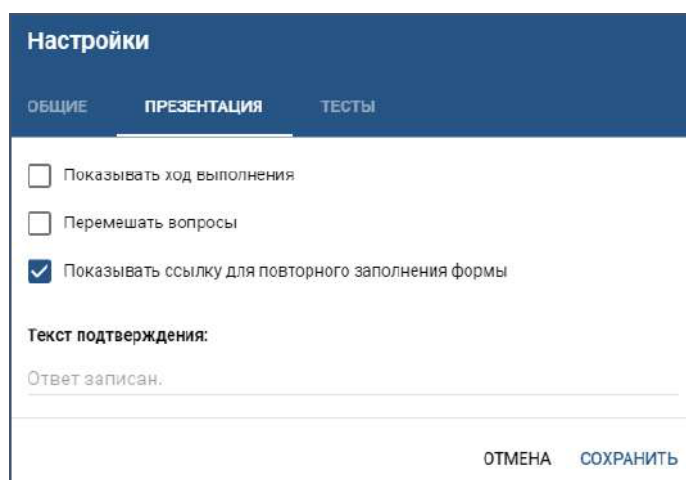 Настройки
ОБЩИЕ ПРЕЗЕНТАЦИЯ ТЕСТЫ
Показывать ход выполнения
Перемешать вопросы
Показывать ссылку для повторного заполнения формы
Текст подтверждения:
Ответ записан.
ОТМЕНА СОХРАНИТЬ